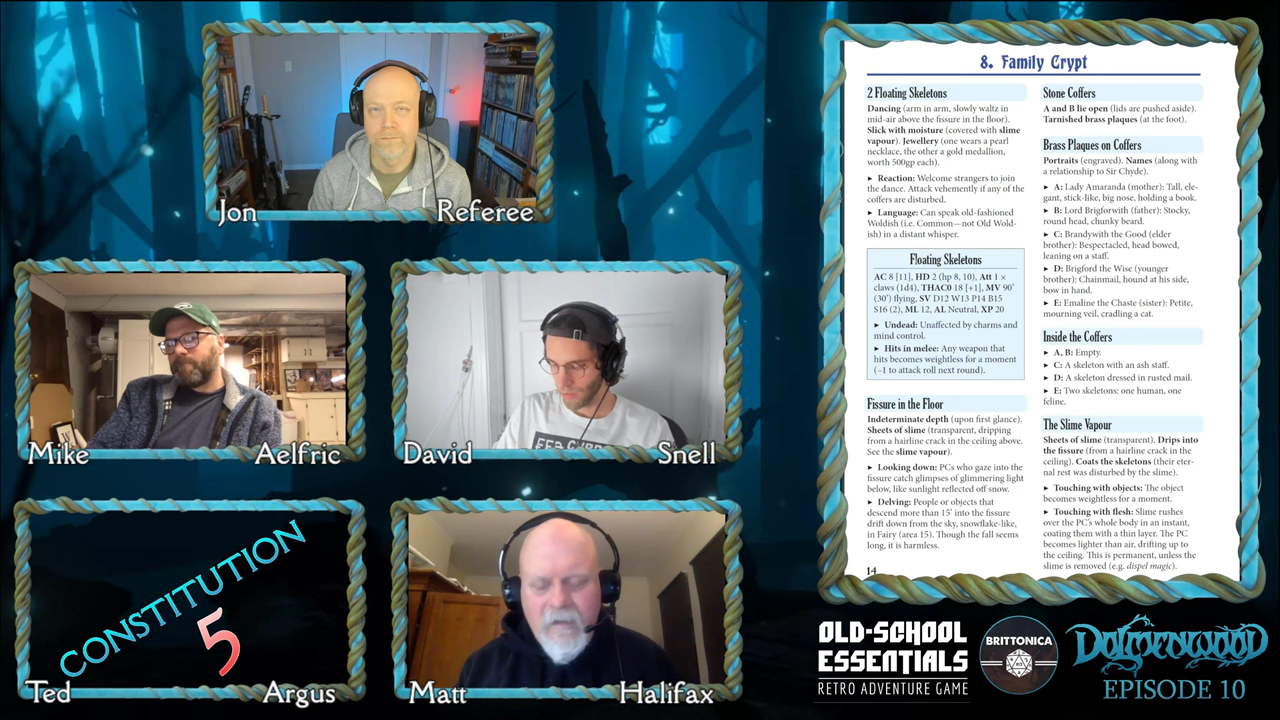 Jon Referee
Mike Aelfric
David Snell
CONSTITUTION
5
Ted Argus
Matt Halifax
8. Family Crypt
2 Floating Skeletons
Dancing (arm in arm, slowly waltz in
mid-air above the fissure in the floor).
Slick with moisture (covered with slime
vapour). Jewellery (one wears a pearl
necklace, the other a gold medallion,
worth 500gp each).
► Reaction: Welcome strangers to join
the dance. Attack vehemently if any of the
coffers are disturbed.
► Language: Can speak old-fashioned
Woldish (i.e. Common—not Old Wold-
ish) in a distant whisper.
Floating Skeletons
AC 8 [11], HD 2 (hp 8, 10), Att 1 ×
claws (1d4), THAC0 18 [+1], MV 90'
(30') flying, SV D12 W13 P14 B15
S16 (2), ML 12, AL Neutral, XP 20
► Undead: Unaffected by charms and
mind control.
► Hits in melee: Any weapon that
hits becomes weightless for a moment
(–1 to attack roll next round).
Fissure in the Floor
Indeterminate depth (upon first glance).
Sheets of slime (transparent, dripping
from a hairline crack in the ceiling above.
See the slime vapour).
► Looking down: PCs who gaze into the
fissure catch glimpses of glimmering light
below, like sunlight reflected off snow.
► Delving: People or objects that
descend more than 15' into the fissure
drift down from the sky, snowflake-like,
in Fairy (area 15). Though the fall seems
long, it is harmless.
14
Stone Coffers
A and B lie open (lids are pushed aside).
Tarnished brass plaques (at the foot).
Brass Plaques on Coffers
Portraits (engraved). Names (along with
a relationship to Sir Chyde).
► A: Lady Amaranda (mother): Tall, ele-
gant, stick-like, big nose, holding a book.
► B: Lord Brigforwith (father): Stocky,
round head, chunky beard.
► C: Brandywith the Good (elder
brother): Bespectacled, head bowed,
leaning on a staff.
► D: Brigford the Wise (younger
brother): Chainmail, hound at his side,
bow in hand.
► E: Emaline the Chaste (sister): Petite,
mourning veil, cradling a cat.
Inside the Coffers
► A, B: Empty.
► C: A skeleton with an ash staff.
► D: A skeleton dressed in rusted mail.
► E: Two skeletons: one human, one
feline.
The Slime Vapour
Sheets of slime (transparent). Drips into
the fissure (from a hairline crack in the
ceiling). Coats the skeletons (their eter-
nal rest was disturbed by the slime).
► Touching with objects: The object
becomes weightless for a moment.
► Touching with flesh: Slime rushes
over the PC's whole body in an instant,
coating them with a thin layer. The PC
becomes lighter than air, drifting up to
the ceiling. This is permanent, unless the
slime is removed (e.g. dispel magic).
OLD-SCHOOL
ESSENTIALS
RETRO ADVENTURE GAME
BRITTONICA
DOLMENWOOD
EPISODE 10